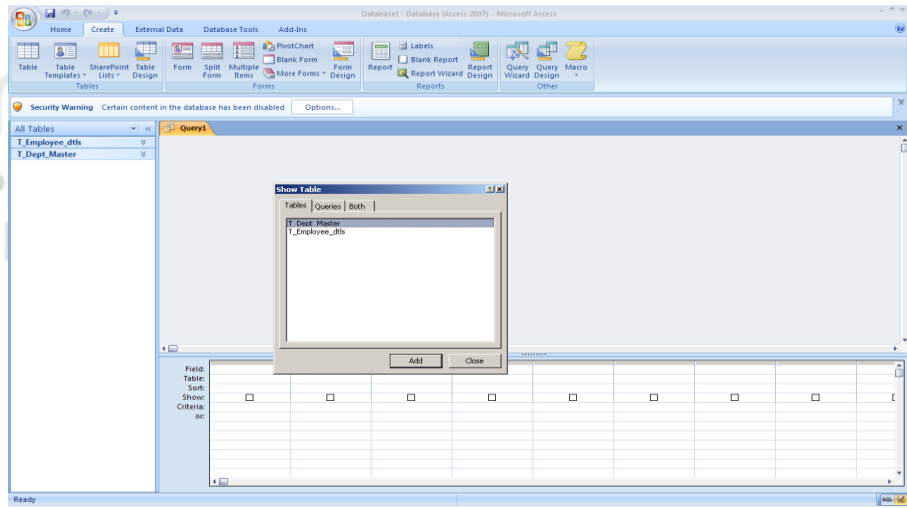 Database1 : Database (Access 2007) - Microsoft Access
Home Create External Data Database Tools Add-Ins
Table
Table Templates
SharePoint Lists
Table Design
Tables
Form
Split Form
Multiple Items
PivotChart
Blank Form
More Forms
Form Design
Forms
Report
Labels
Blank Report
Report Wizard
Report Design
Reports
Query Wizard
Query Design
Macro
Other
Security Warning Certain content in the database has been disabled Options...
All Tables
T_Employee_dtls
T_Dept_Master
Query1
Show Table
Tables Queries Both
T_Dept_Master
T_Employee_dtls
Add Close
Field:
Table:
Sort:
Show:
Criteria:
or:
Ready
SQL